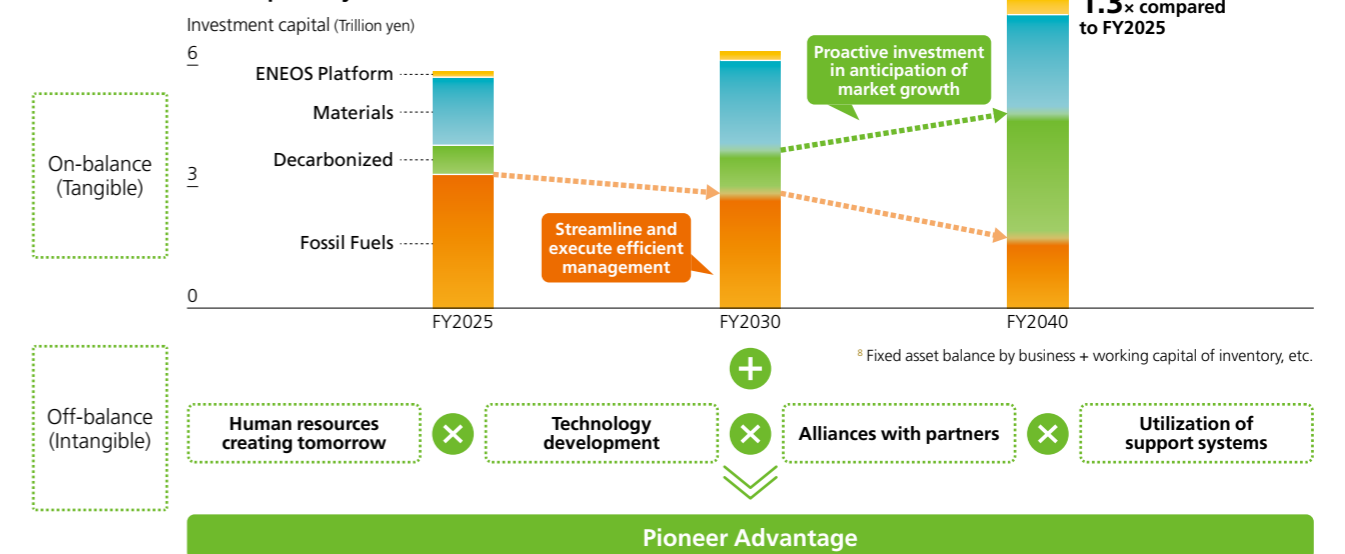 1.3× compared
to FY2025
Investment capital (Trillion yen)
6
3
0
ENEOS Platform
Materials
Decarbonized
Fossil Fuels
Proactive investment
in anticipation of
market growth
Streamline and
execute efficient
management
On-balance
(Tangible)
FY2025
FY2030
FY2040
8 Fixed asset balance by business + working capital of inventory, etc.
+
Off-balance
(Intangible)
Human resources
creating tomorrow
×
Technology
development
×
Alliances with partners
×
Utilization of
support systems
Pioneer Advantage